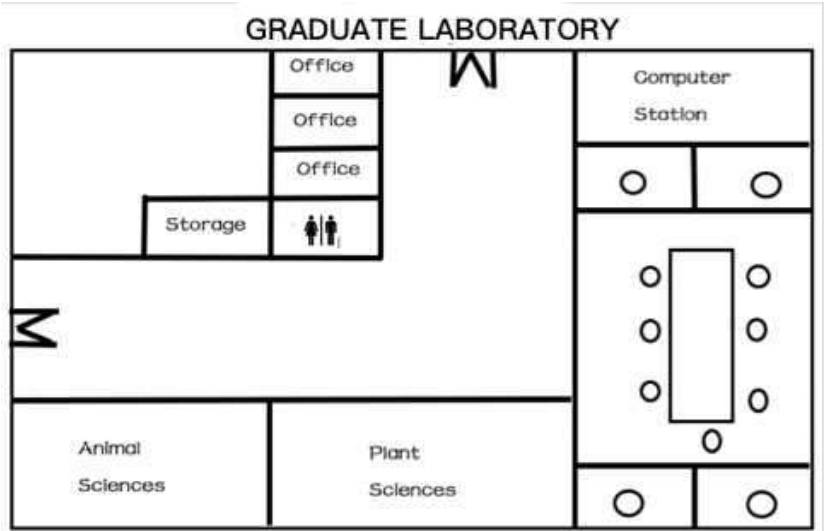 GRADUATE LABORATORY
Office
Computer
Station
Office
Office
Storage
Animal
Sciences
Plant
Sciences